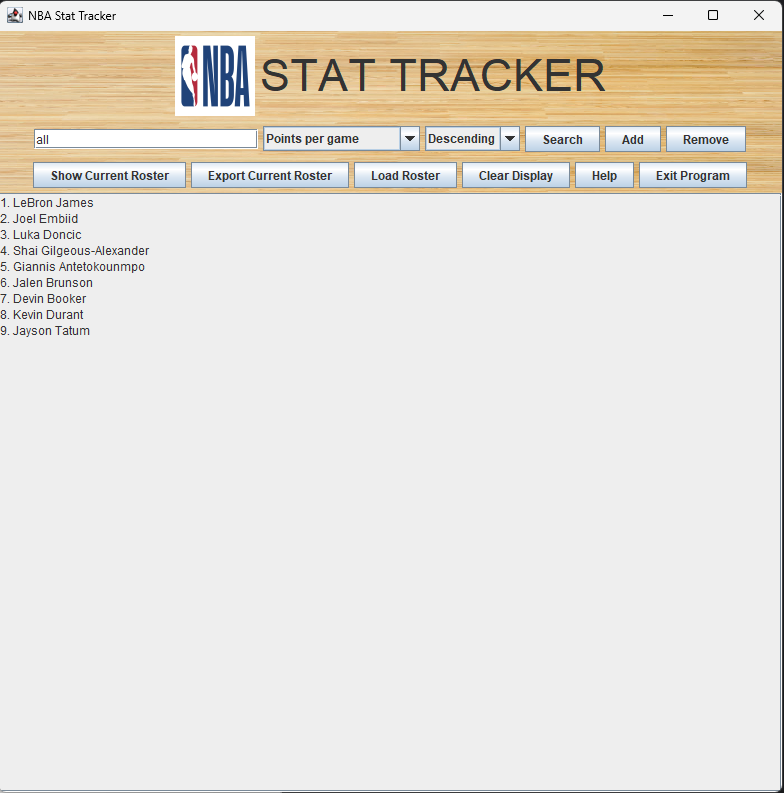 NBA Stat Tracker
NBA STAT TRACKER
all Points per game Descending Search Add Remove
Show Current Roster Export Current Roster Load Roster Clear Display Help Exit Program
1. LeBron James
2. Joel Embiid
3. Luka Doncic
4. Shai Gilgeous-Alexander
5. Giannis Antetokounmpo
6. Jalen Brunson
7. Devin Booker
8. Kevin Durant
9. Jayson Tatum